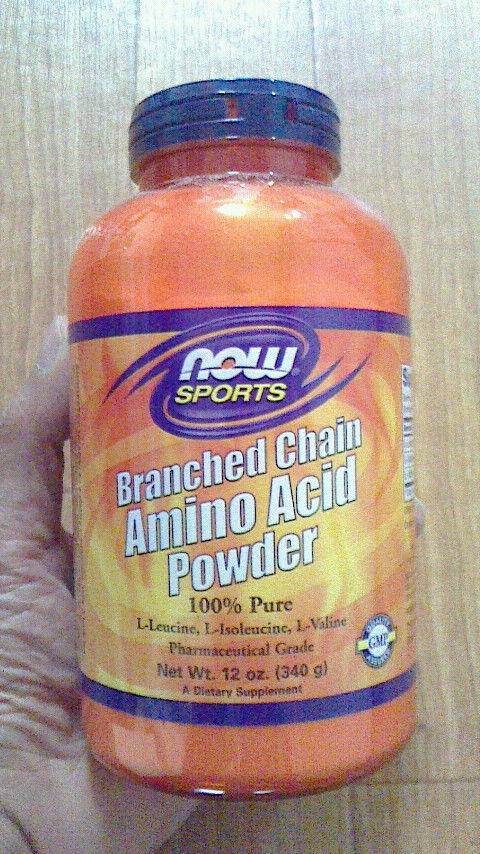 now
SPORTS
Branched Chain
Amino Acid
Powder
100% Pure
L-Leucine, L-Isoleucine, L-Valine
Pharmaceutical Grade
GMP
Net Wt. 12 oz. (340 g)
A Dietary Supplement